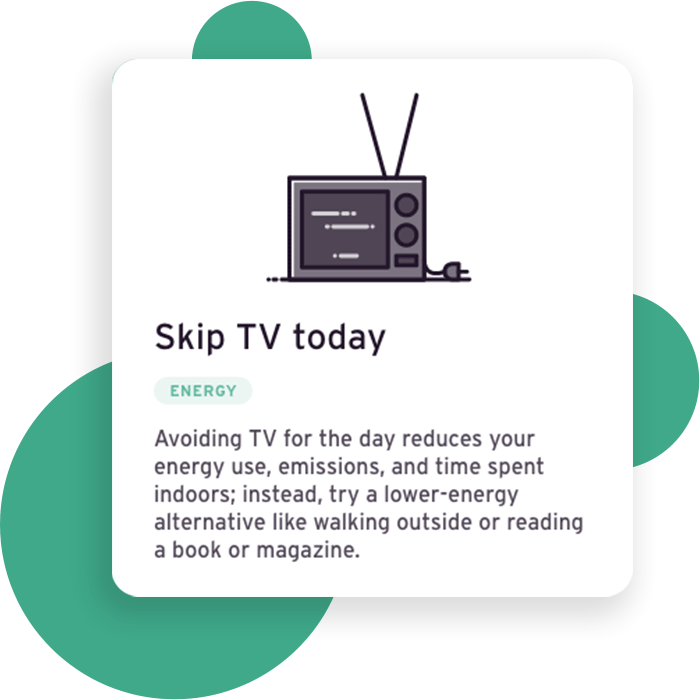 Skip TV today
ENERGY
Avoiding TV for the day reduces your
energy use, emissions, and time spent
indoors; instead, try a lower-energy
alternative like walking outside or reading
a book or magazine.